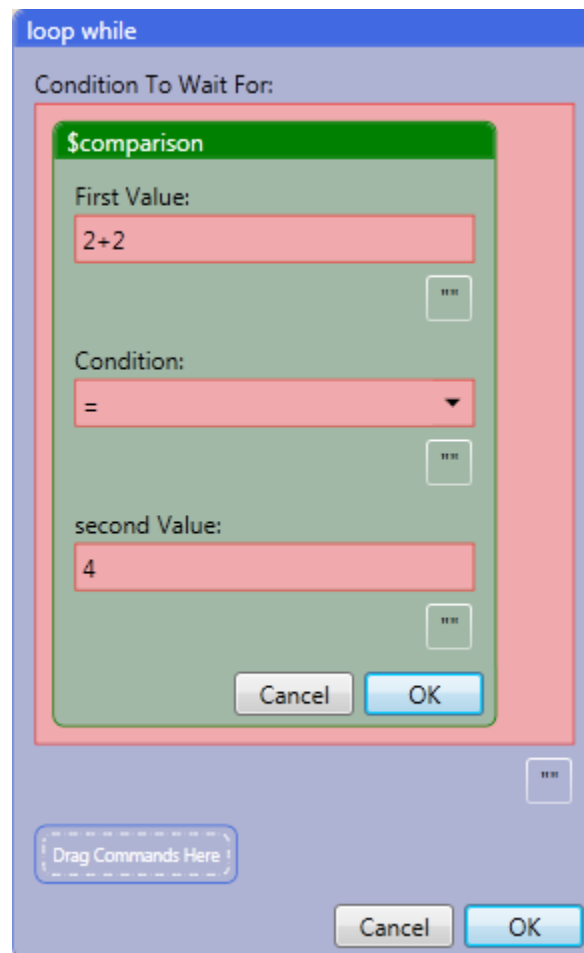 loop while
Condition To Wait For:
$comparison
First Value:
2+2
""
Condition:
=
""
second Value:
4
""
Cancel OK
""
Drag Commands Here
Cancel OK